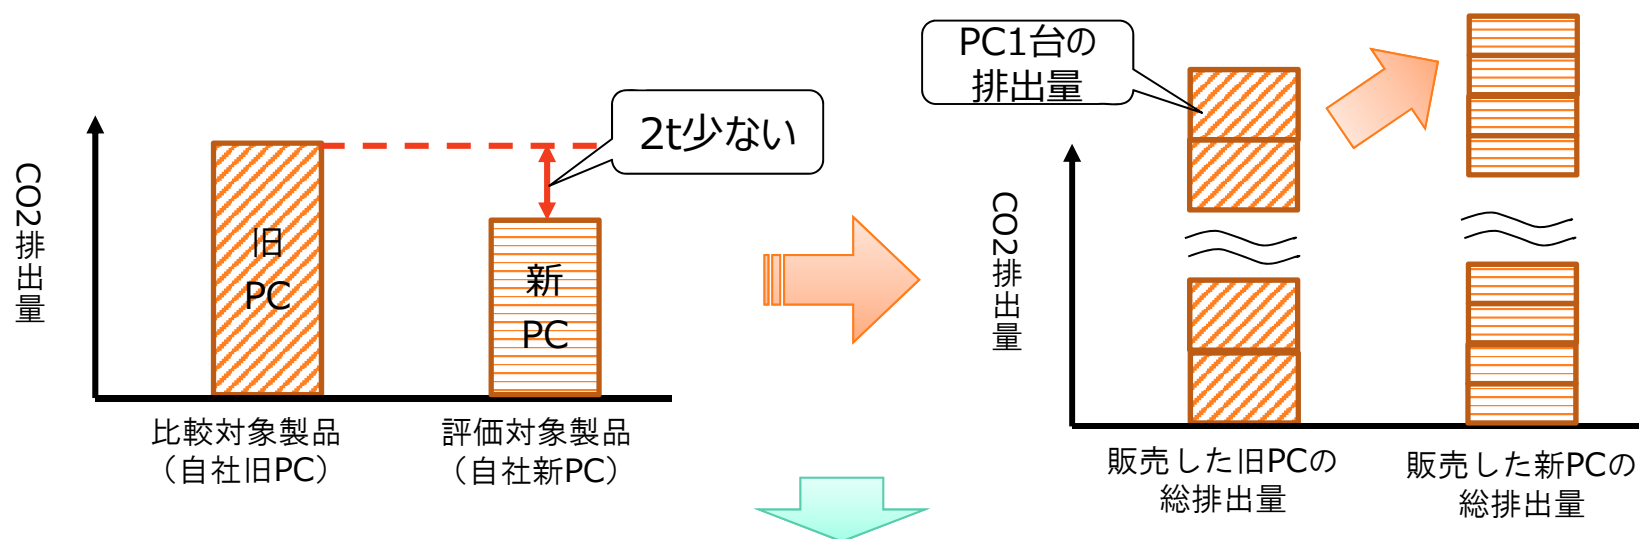 CO2排出量
2t少ない
旧
PC
新
PC
比較対象製品
（自社旧PC）
評価対象製品
（自社新PC）
PC1台の
排出量
CO2排出量
販売した旧PCの
総排出量
販売した新PCの
総排出量